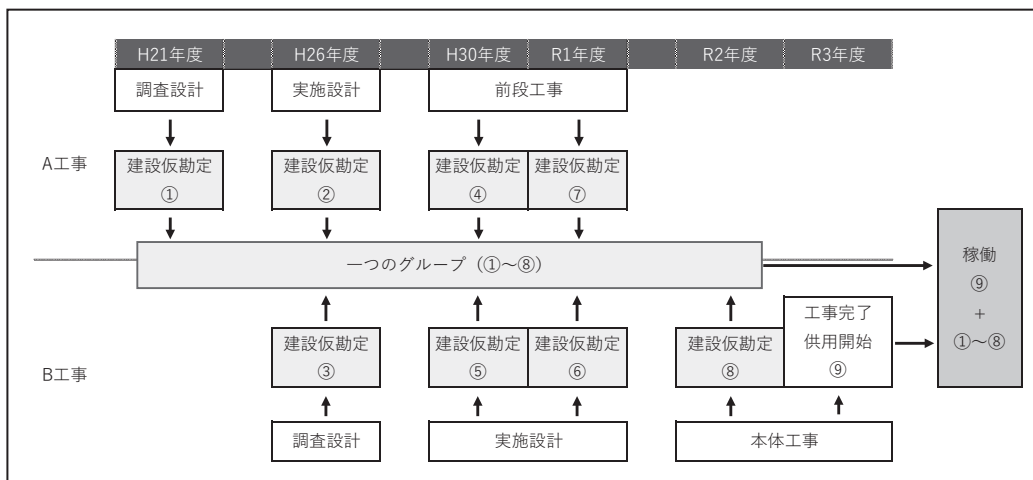 H21年度 H26年度 H30年度 R1年度 R2年度 R3年度
調査設計 実施設計 前段工事
A工事
建設仮勘定 建設仮勘定 建設仮勘定 建設仮勘定
① ② ④ ⑦
一つのグループ（①～⑧）
稼働
⑨
+
①～⑧
B工事
建設仮勘定 建設仮勘定 建設仮勘定 建設仮勘定
③ ⑤ ⑥ ⑧
工事完了
供用開始
⑨
調査設計 実施設計 本体工事